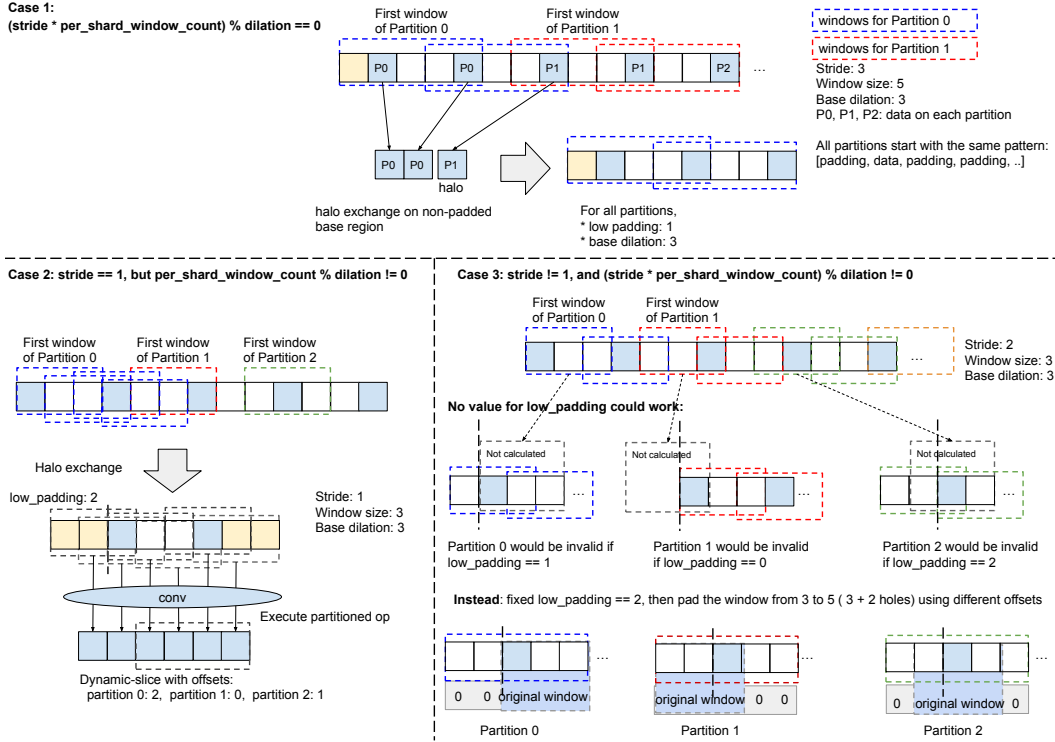 Case 1:
(stride * per_shard_window_count) % dilation == 0
First window
of Partition 0
First window
of Partition 1
P0
P0
P1
P1
P2
...
windows for Partition 0
windows for Partition 1
Stride: 3
Window size: 5
Base dilation: 3
P0, P1, P2: data on each partition
All partitions start with the same pattern:
[padding, data, padding, padding, ..]
P0
P0
P1
halo
halo exchange on non-padded
base region
For all partitions,
* low padding: 1
* base dilation: 3
Case 2: stride == 1, but per_shard_window_count % dilation != 0
First window
of Partition 0
First window
of Partition 1
First window
of Partition 2
Halo exchange
low_padding: 2
Stride: 1
Window size: 3
Base dilation: 3
conv
Execute partitioned op
Dynamic-slice with offsets:
partition 0: 2, partition 1: 0, partition 2: 1
Case 3: stride != 1, and (stride * per_shard_window_count) % dilation != 0
First window
of Partition 0
First window
of Partition 1
...
Stride: 2
Window size: 3
Base dilation: 3
No value for low_padding could work:
Not calculated
...
Not calculated
...
Not calculated
...
Partition 0 would be invalid if
low_padding == 1
Partition 1 would be invalid
if low_padding == 0
Partition 2 would be invalid
if low_padding == 2
Instead: fixed low_padding == 2, then pad the window from 3 to 5 ( 3 + 2 holes) using different offsets
...
...
...
0 0 original window
original window 0 0
0 original window 0
Partition 0
Partition 1
Partition 2